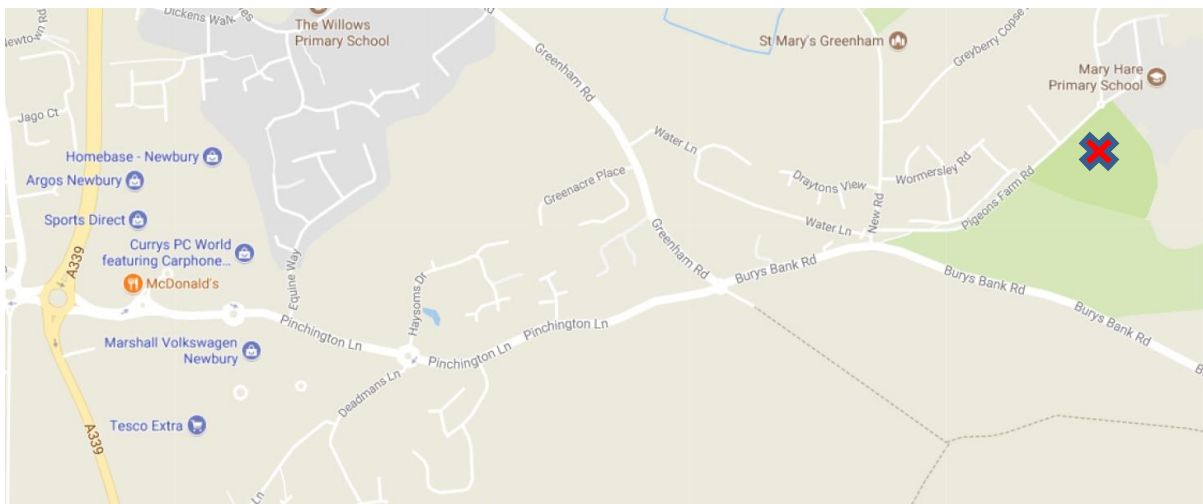 Dickens Walk
The Willows
Primary School
Greenham Rd
St Mary's Greenham
Greyberry Copse
Mary Hare
Primary School
Jago Ct
Homebase - Newbury
Argos Newbury
Sports Direct
Currys PC World
featuring Carphone...
McDonald's
A339
Equine Way
Haysoms Dr
Greenacre Place
Water Ln
Draytons View
Wormersley Rd
New Rd
Water Ln
Pigeons Farm Rd
Greenham Rd
Burys Bank Rd
Burys Bank Rd
Burys Bank Rd
Pinchington Ln
Pinchington Ln
Pinchington Ln
Marshall Volkswagen
Newbury
Deadmans Ln
Tesco Extra
A339
Ln